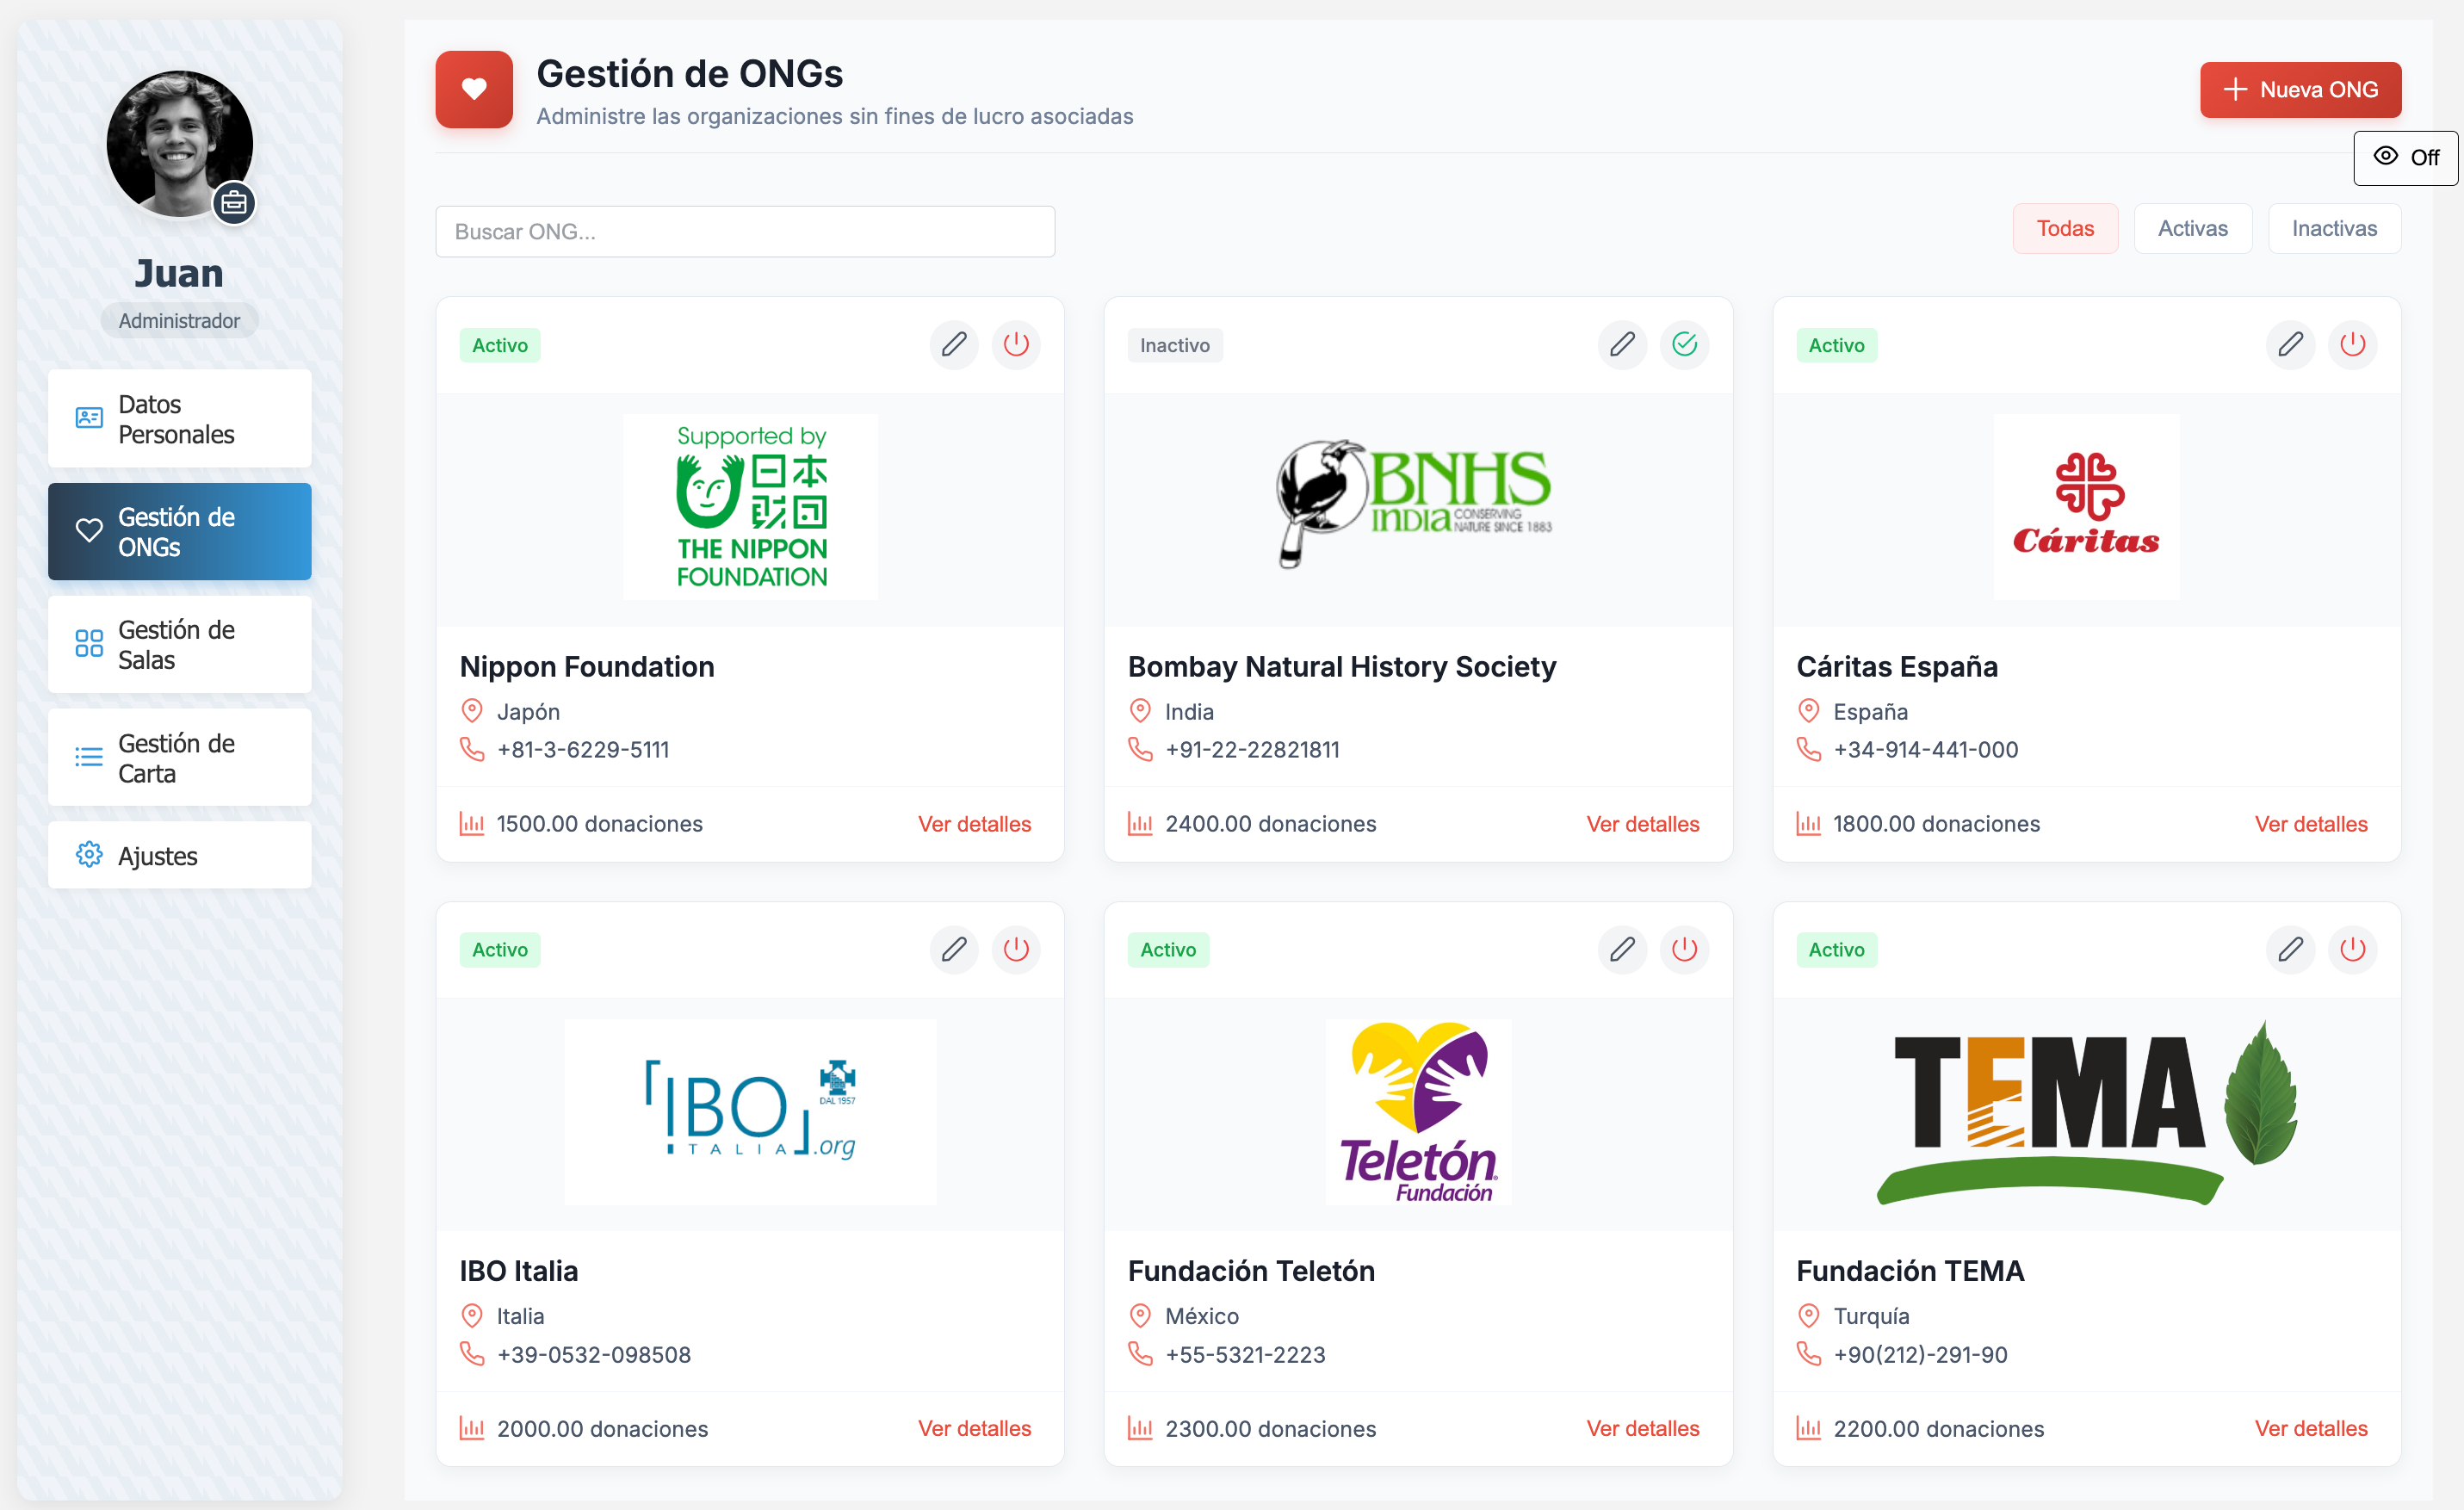 Juan
Administrador
Datos
Personales
Gestión de
ONGs
Gestión de
Salas
Gestión de
Carta
Ajustes
Gestión de ONGs
Administre las organizaciones sin fines de lucro asociadas
Nueva ONG
Off
Buscar ONG...
Todas
Activas
Inactivas
Activo
Supported by
日本
財団
THE NIPPON
FOUNDATION
Nippon Foundation
Japón
+81-3-6229-5111
1500.00 donaciones
Ver detalles
Inactivo
BNHS
INDIA CONSERVING
NATURE SINCE 1883
Bombay Natural History Society
India
+91-22-22821811
2400.00 donaciones
Ver detalles
Activo
Cáritas
Cáritas España
España
+34-914-441-000
1800.00 donaciones
Ver detalles
Activo
IBO
DAL 1957
ITALIA .org
IBO Italia
Italia
+39-0532-098508
2000.00 donaciones
Ver detalles
Activo
Teletón
Fundación
Fundación Teletón
México
+55-5321-2223
2300.00 donaciones
Ver detalles
Activo
TEMA
Fundación TEMA
Turquía
+90(212)-291-90
2200.00 donaciones
Ver detalles